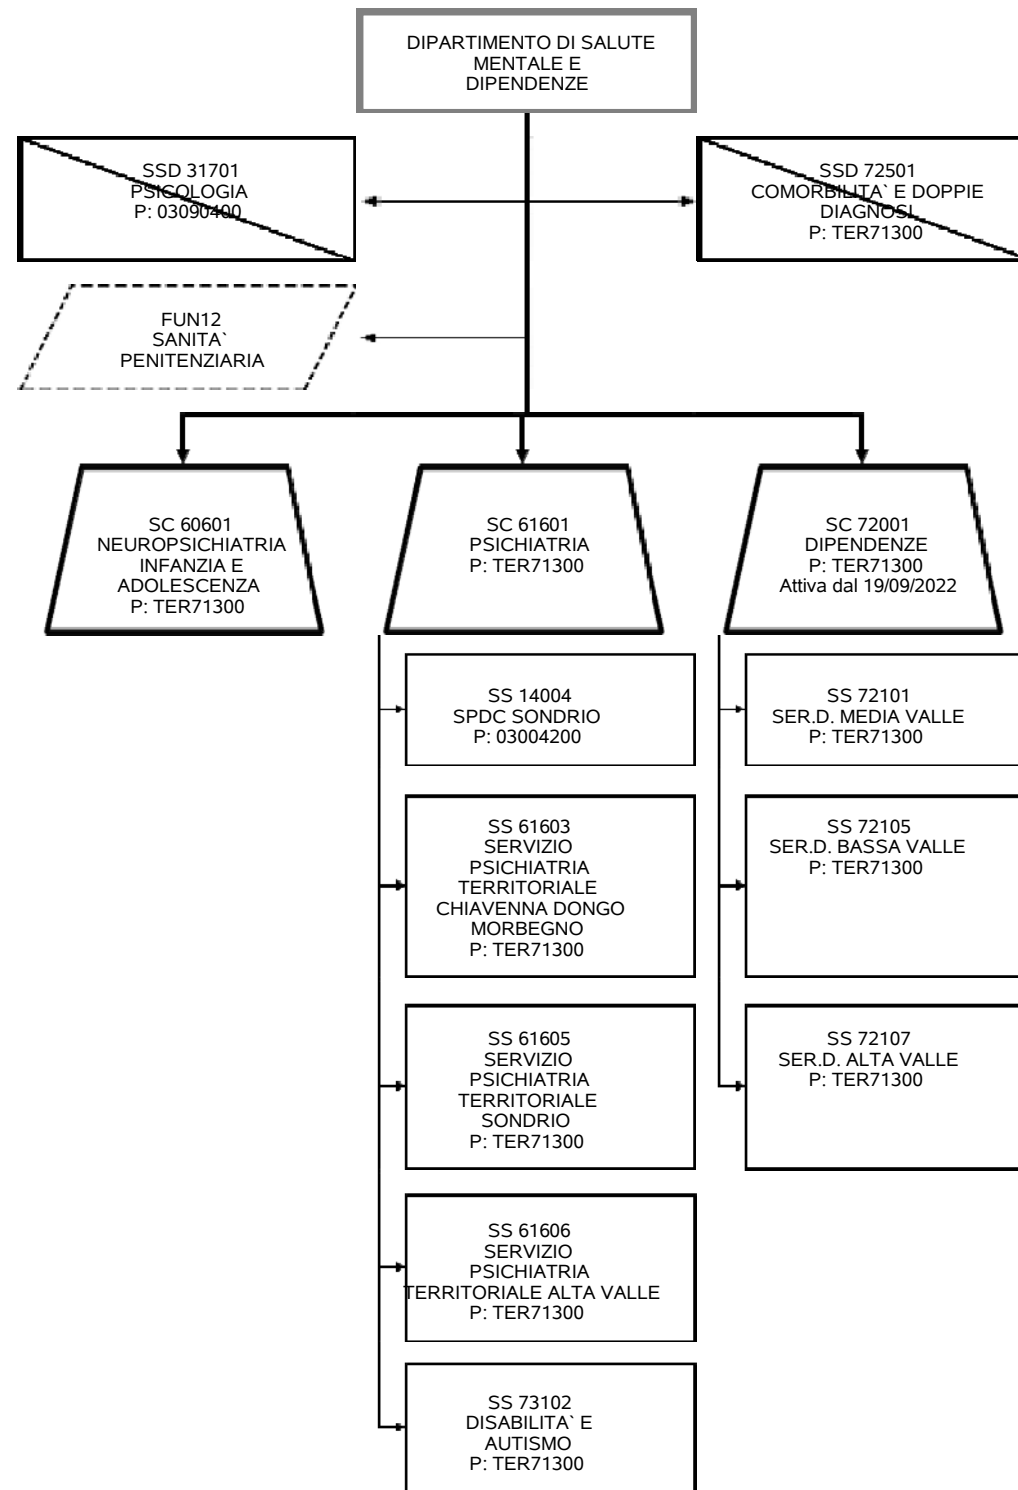 DIPARTIMENTO DI SALUTE
MENTALE E
DIPENDENZE
SSD 31701
PSICOLOGIA
P: 03090400
SSD 72501
COMORBILITA` E DOPPIE
DIAGNOSI
P: TER71300
FUN12
SANITA`
PENITENZIARIA
SC 60601
NEUROPSICHIATRIA
INFANZIA E
ADOLESCENZA
P: TER71300
SC 61601
PSICHIATRIA
P: TER71300
SC 72001
DIPENDENZE
P: TER71300
Attiva dal 19/09/2022
SS 14004
SPDC SONDRIO
P: 03004200
SS 61603
SERVIZIO
PSICHIATRIA
TERRITORIALE
CHIAVENNA DONGO
MORBEGNO
P: TER71300
SS 61605
SERVIZIO
PSICHIATRIA
TERRITORIALE
SONDRIO
P: TER71300
SS 61606
SERVIZIO
PSICHIATRIA
TERRITORIALE ALTA VALLE
P: TER71300
SS 73102
DISABILITA` E
AUTISMO
P: TER71300
SS 72101
SER.D. MEDIA VALLE
P: TER71300
SS 72105
SER.D. BASSA VALLE
P: TER71300
SS 72107
SER.D. ALTA VALLE
P: TER71300